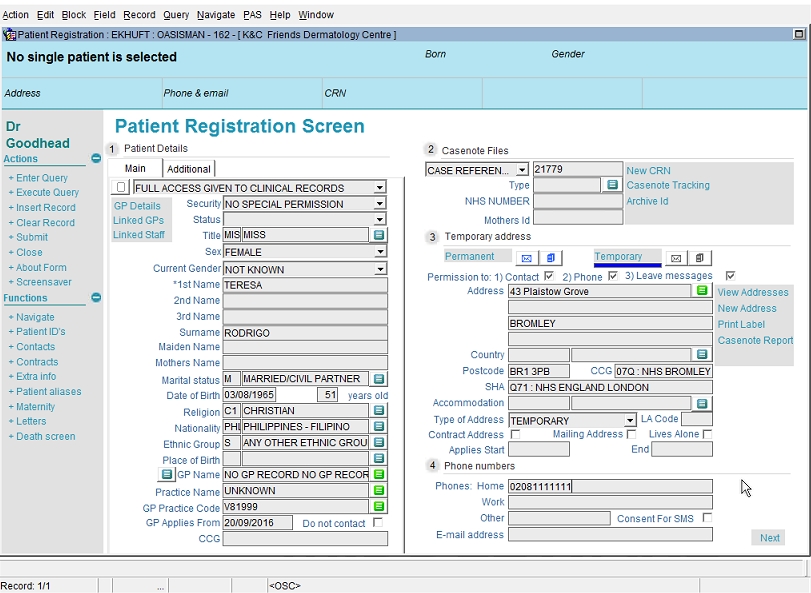 Action Edit Block Field Record Query Navigate PAS Help Window
Patient Registration : EKHUFT : OASISMAN - 162 - [ K&C Friends Dermatology Centre ]
No single patient is selected
Born
Gender
Address
Phone & email
CRN
Dr Goodhead
Actions
+ Enter Query
+ Execute Query
+ Insert Record
+ Clear Record
+ Submit
+ Close
+ About Form
+ Screensaver
Functions
+ Navigate
+ Patient ID's
+ Contacts
+ Contracts
+ Extra info
+ Patient aliases
+ Maternity
+ Letters
+ Death screen
Patient Registration Screen
1 Patient Details
Main Additional
FULL ACCESS GIVEN TO CLINICAL RECORDS
GP Details
Linked GPs
Linked Staff
Security NO SPECIAL PERMISSION
Status
Title MIS MISS
Sex FEMALE
Current Gender NOT KNOWN
*1st Name TERESA
2nd Name
3rd Name
Surname RODRIGO
Maiden Name
Mothers Name
Marital status M MARRIED/CIVIL PARTNER
Date of Birth 03/08/1965 51 years old
Religion C1 CHRISTIAN
Nationality PHI PHILIPPINES - FILIPINO
Ethnic Group S ANY OTHER ETHNIC GROU
Place of Birth
GP Name NO GP RECORD NO GP RECOR
Practice Name UNKNOWN
GP Practice Code V81999
GP Applies From 20/09/2016 Do not contact
CCG
2 Casenote Files
CASE REFEREN... 21779 New CRN
Type Casenote Tracking
NHS NUMBER Archive Id
Mothers Id
3 Temporary address
Permanent Temporary
Permission to: 1) Contact 2) Phone 3) Leave messages
Address 43 Plaistow Grove View Addresses
New Address
BROMLEY Print Label
Casenote Report
Country
Postcode BR1 3PB CCG 07Q : NHS BROMLEY
SHA Q71 : NHS ENGLAND LONDON
Accommodation
Type of Address TEMPORARY LA Code
Contract Address Mailing Address Lives Alone
Applies Start End
4 Phone numbers
Phones: Home 02081111111
Work
Other Consent For SMS
E-mail address
Next
Record: 1/1 ... <OSC>